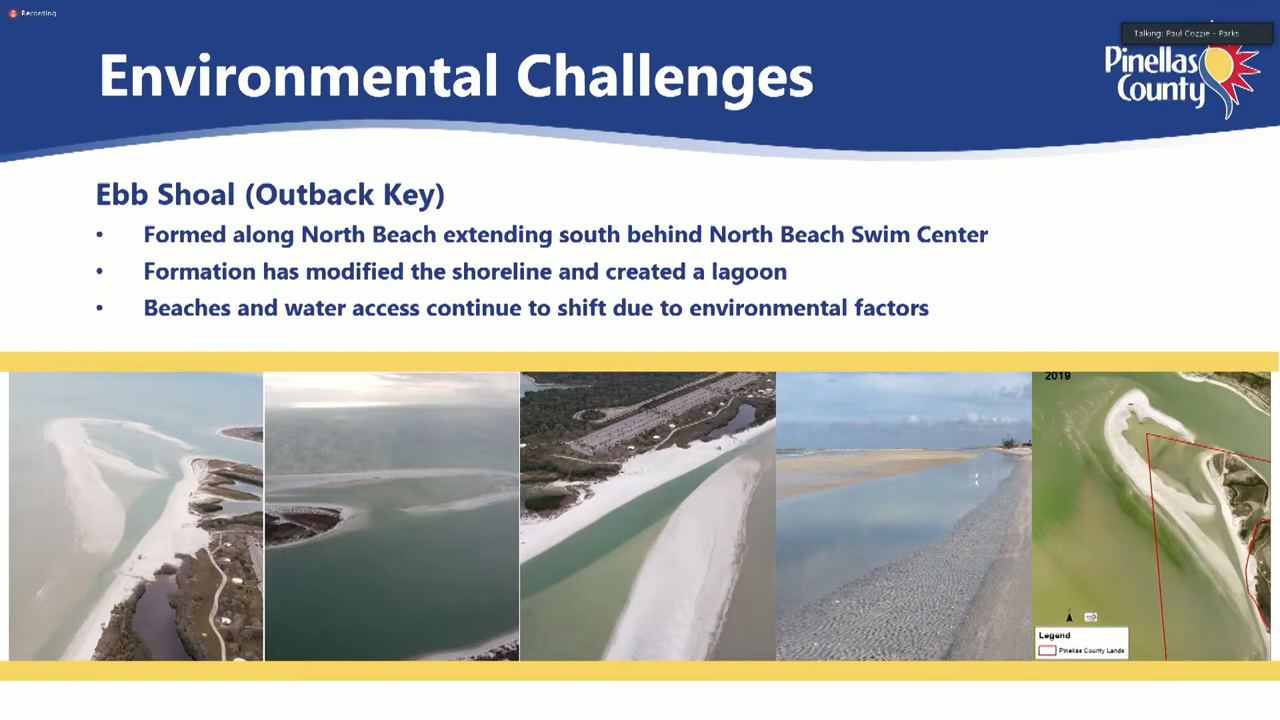 Recording
Talking: Paul Cozzie - Parks
Environmental Challenges
Pinellas
County
Ebb Shoal (Outback Key)
• Formed along North Beach extending south behind North Beach Swim Center
• Formation has modified the shoreline and created a lagoon
• Beaches and water access continue to shift due to environmental factors
2019
Legend
Pinellas County Lands